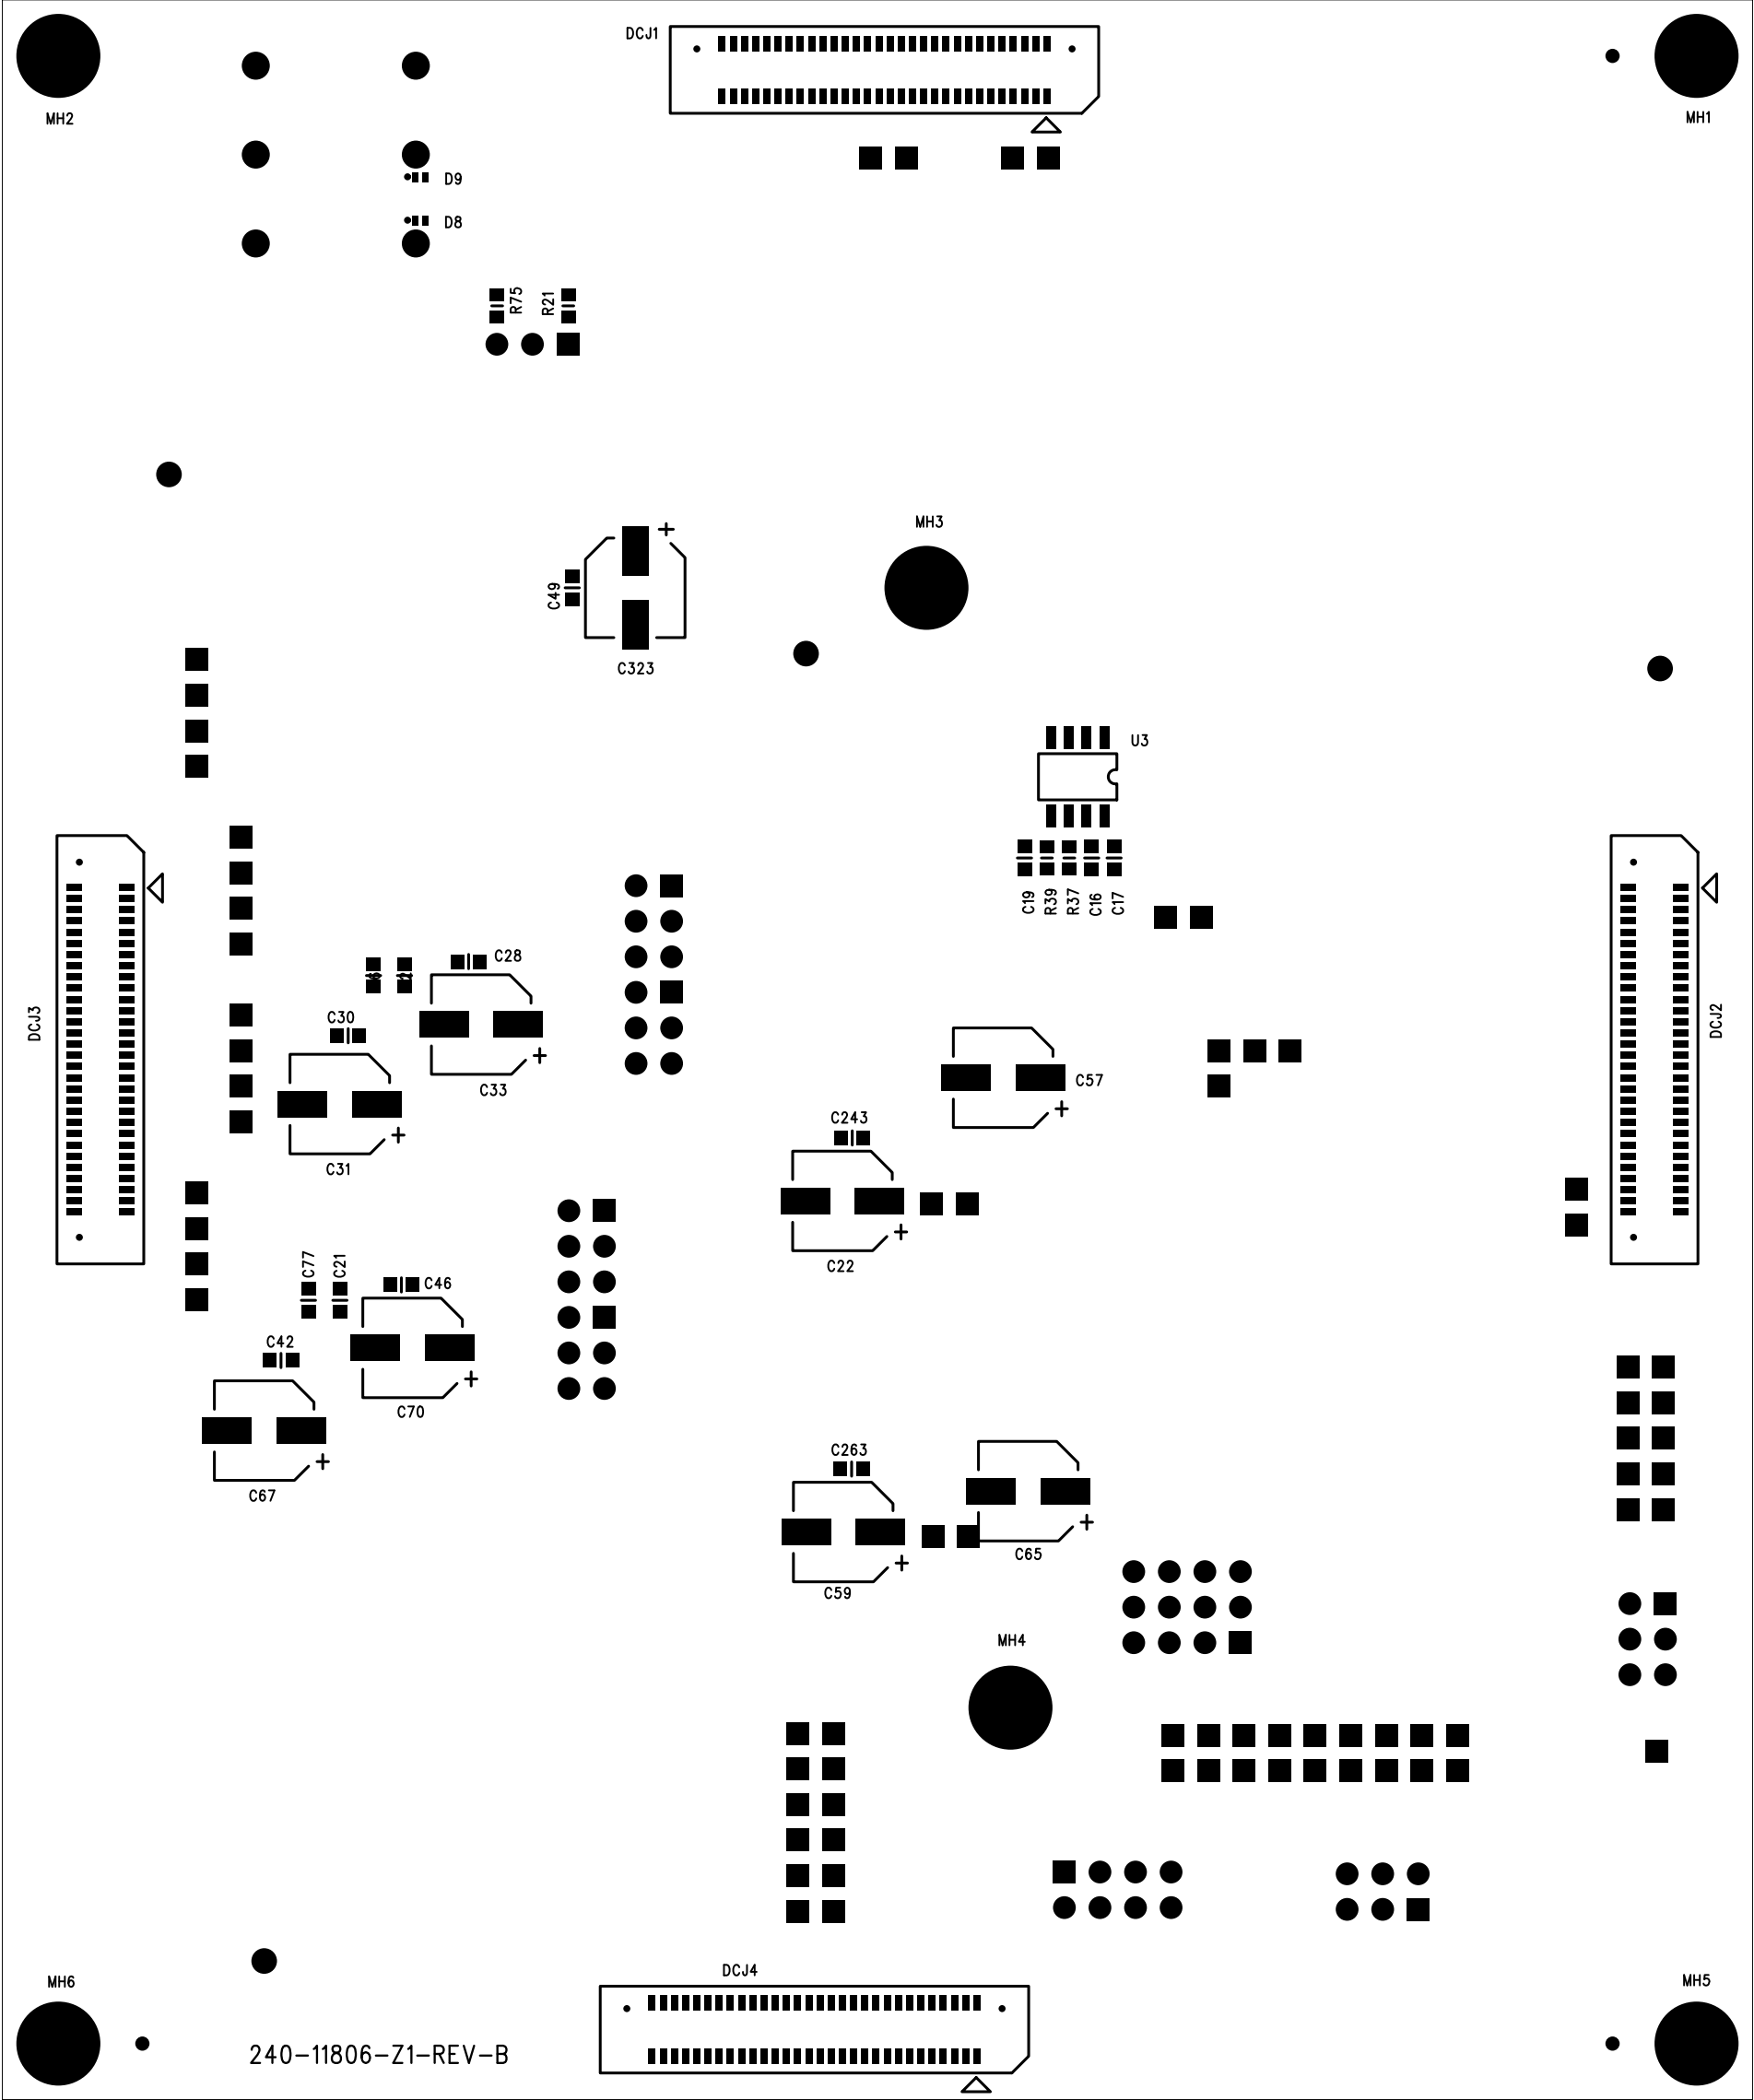 DCJ1
MH2
MH1
D9
D8
R75
R21
MH3
C49
C323
U3
C19
R39
R37
C16
C17
C28
DCJ3
C30
DCJ2
C33
C57
C243
C31
C22
C77
C21
C46
C42
C70
C263
C67
C65
C59
MH4
DCJ4
MH6
MH5
240-11806-Z1-REV-B